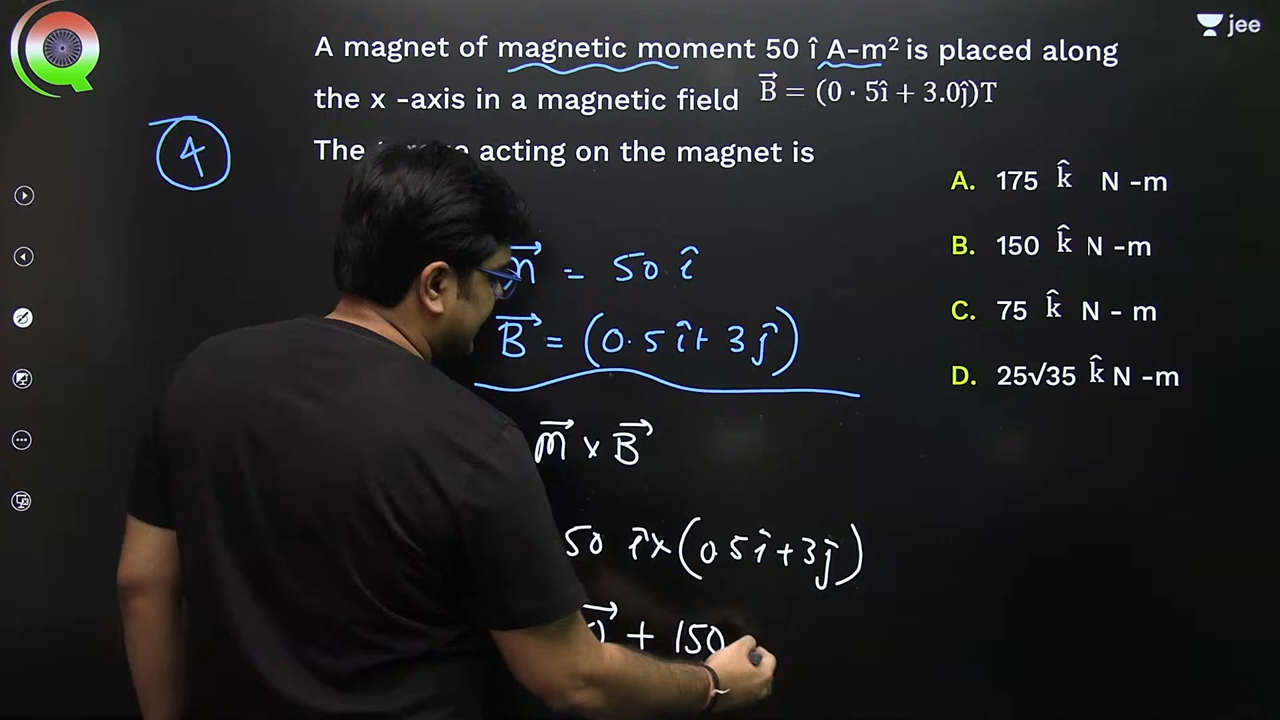 jee
A magnet of magnetic moment 50 î A-m² is placed along
the x -axis in a magnetic field B⃗ = (0 · 5î + 3.0ĵ)T
The acting on the magnet is
4
A. 175 k̂ N -m
B. 150 k̂ N -m
C. 75 k̂ N - m
D. 25√35 k̂ N -m
m⃗ = 50 î
B⃗ = (0.5 î + 3 ĵ)
m⃗ × B⃗
50 î × (0.5 î + 3 ĵ)
0⃗ + 150